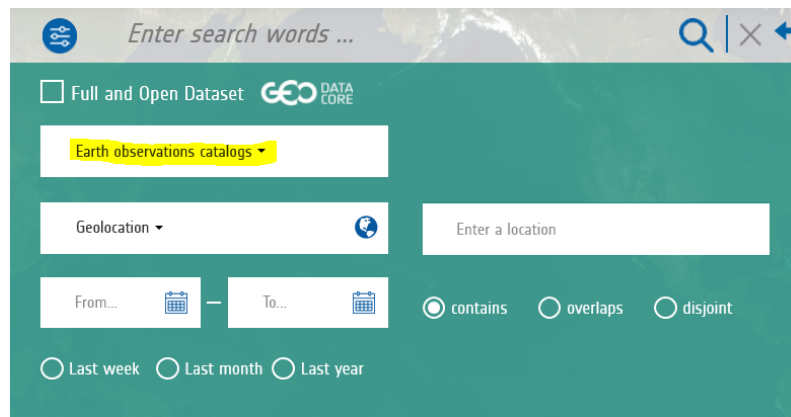 Enter search words ...
Full and Open Dataset GEO DATA CORE
Earth observations catalogs
Geolocation
Enter a location
From... – To...
contains overlaps disjoint
Last week Last month Last year